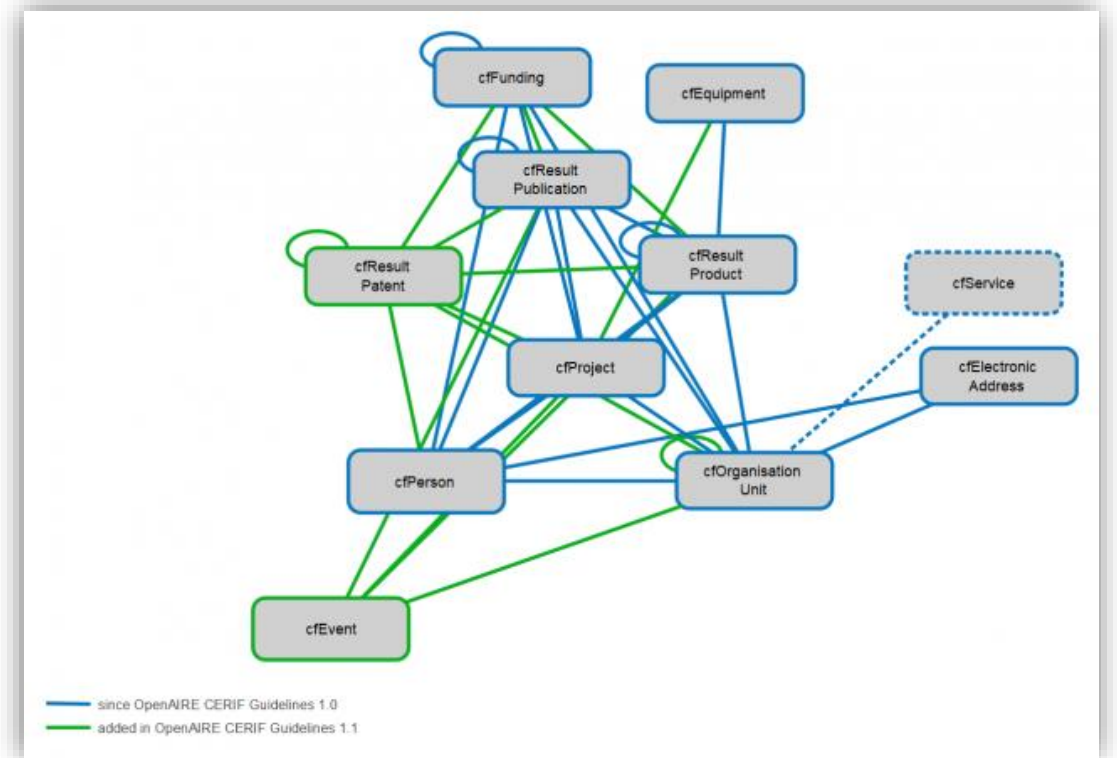 cfFunding
cfEquipment
cfResult
Publication
cfResult
Product
cfResult
Patent
cfService
cfProject
cfElectronic
Address
cfPerson
cfOrganisation
Unit
cfEvent
since OpenAIRE CERIF Guidelines 1.0
added in OpenAIRE CERIF Guidelines 1.1